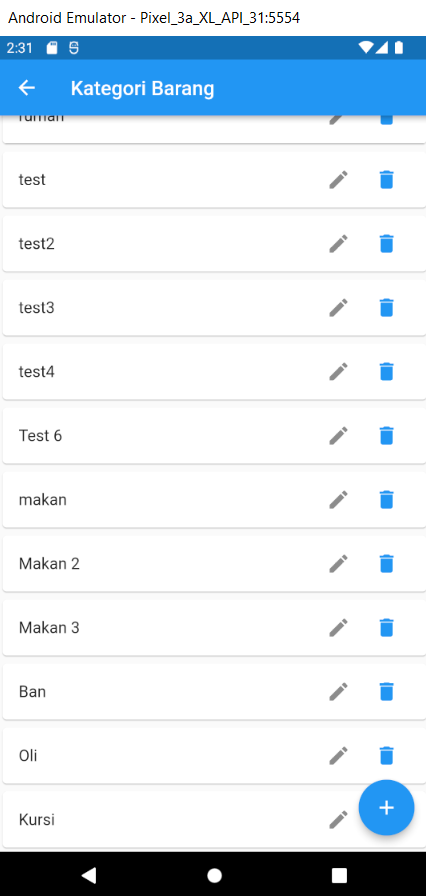 Android Emulator - Pixel_3a_XL_API_31:5554
2:31
Kategori Barang
rumah
test
test2
test3
test4
Test 6
makan
Makan 2
Makan 3
Ban
Oli
Kursi